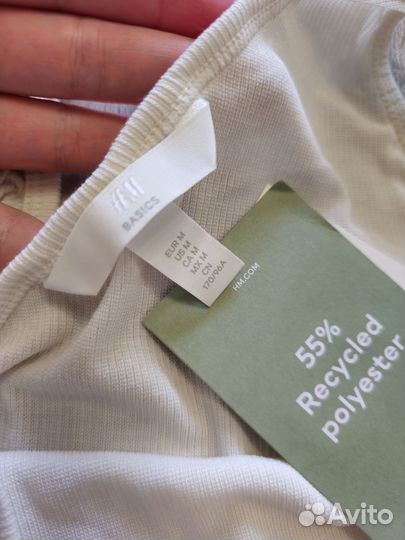 H&M
BASICS
EUR M
US M
CA M
MX M
CN
170/96A
HM.COM
55%
Recycled
polyester
Avito